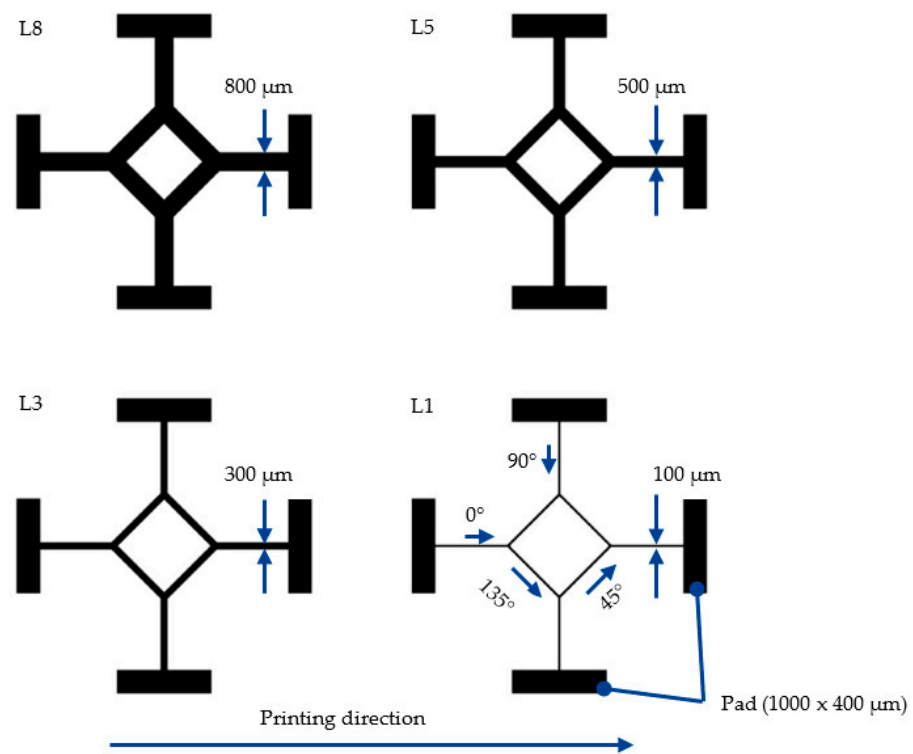 L8
L5
800 µm
500 µm
L3
L1
300 µm
90°
100 µm
0°
135°
45°
Pad (1000 x 400 µm)
Printing direction